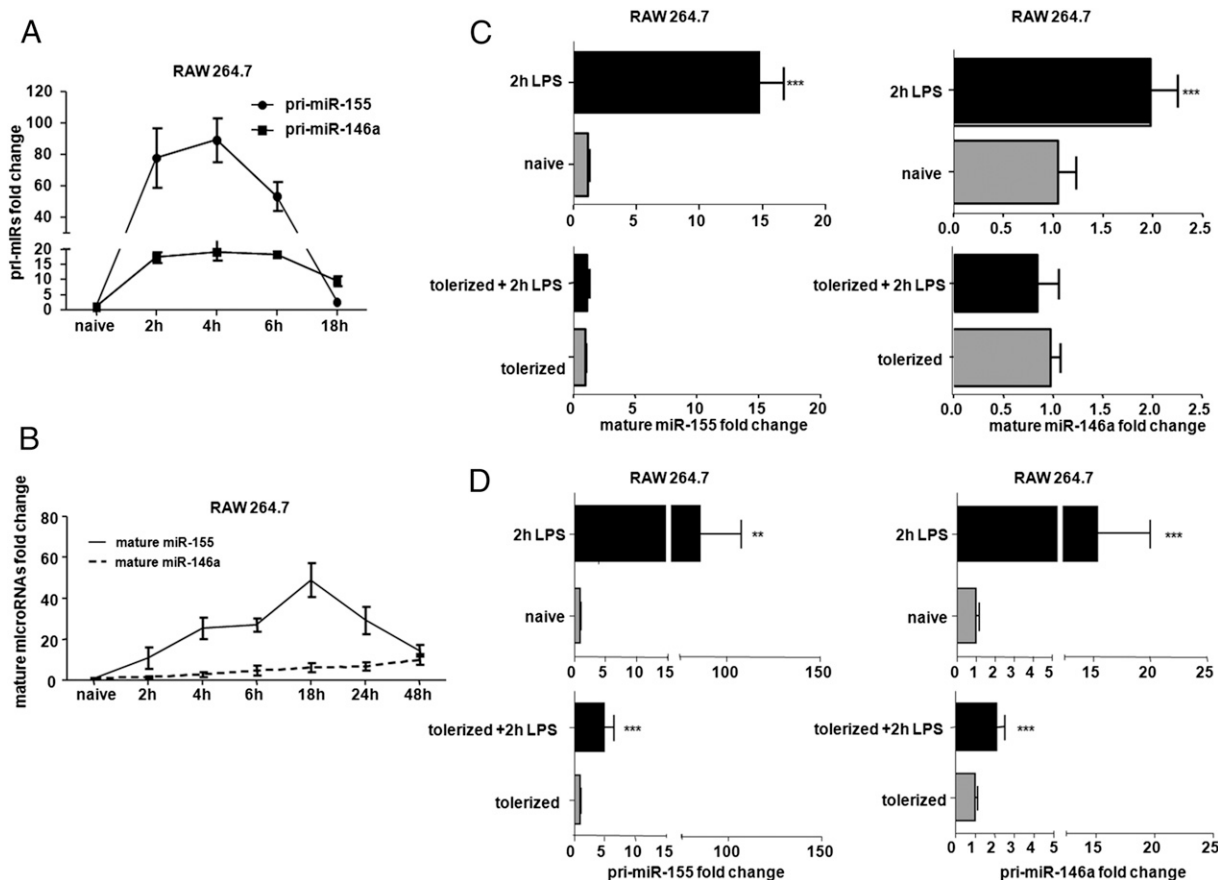 A
RAW 264.7
pri-miR-155
pri-miR-146a
pri-miRs fold change
120
100
80
60
40
20
15
10
5
0
naive 2h 4h 6h 18h
B
RAW 264.7
mature miR-155
mature miR-146a
mature microRNAs fold change
80
60
40
20
0
naive 2h 4h 6h 18h 24h 48h
C
RAW 264.7
2h LPS
***
naive
0 5 10 15 20
tolerized + 2h LPS
tolerized
0 5 10 15 20
mature miR-155 fold change
RAW 264.7
2h LPS
***
naive
0.0 0.5 1.0 1.5 2.0 2.5
tolerized + 2h LPS
tolerized
0.0 0.5 1.0 1.5 2.0 2.5
mature miR-146a fold change
D
RAW 264.7
2h LPS
**
naive
0 5 10 15 100 150
tolerized +2h LPS
***
tolerized
0 5 10 15 100 150
pri-miR-155 fold change
RAW 264.7
2h LPS
***
naive
0 1 2 3 4 5 15 20 25
tolerized +2h LPS
***
tolerized
0 1 2 3 4 5 15 20 25
pri-miR-146a fold change